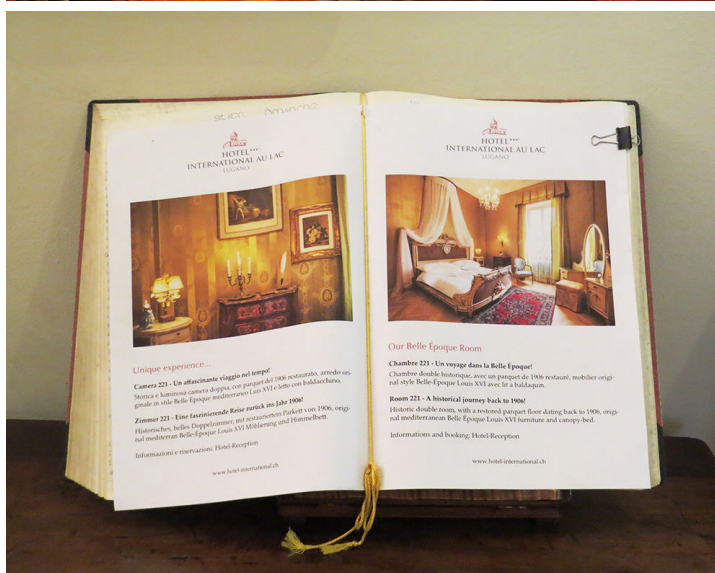 HOTEL***
INTERNATIONAL AU LAC
LUGANO
Unique experience...
Camera 221 - Un affascinante viaggio nel tempo!
Storica e luminosa camera doppia, con parquet del 1906 restaurato, arredo ori-
ginale in stile Belle-Époque mediterraneo Luis XVI e letto con baldacchino.
Zimmer 221 - Eine faszinierende Reise zurück ins Jahr 1906!
Historisches, helles Doppelzimmer, mit restauriertem Parkett von 1906, origi-
nal mediterran Belle-Époque Louis XVI Möblierung und Himmelbett.
Informazioni e riservazioni: Hotel-Reception
www.hotel-international.ch
HOTEL***
INTERNATIONAL AU LAC
LUGANO
Our Belle Époque Room
Chambre 221 - Un voyage dans la Belle Époque!
Chambre double historique, avec un parquet de 1906 restauré, mobilier origi-
nal style Belle-Époque Louis XVI avec lit à baldaquin.
Room 221 - A historical journey back to 1906!
Historic double room, with a restored parquet floor dating back to 1906, origi-
nal mediterranean Belle-Époque Louis XVI furniture and canopy-bed.
Informations and booking: Hotel-Reception
www.hotel-international.ch